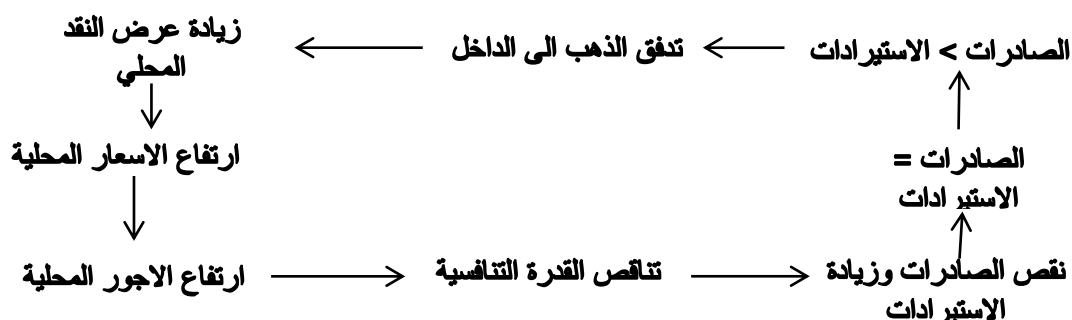 الصادرات > الاستيرادات
تدفق الذهب الى الداخل
زيادة عرض النقد
المحلي
ارتفاع الاسعار المحلية
ارتفاع الاجور المحلية
تناقص القدرة التنافسية
نقص الصادرات وزيادة
الاستيرادات
الصادرات =
الاستيرادات